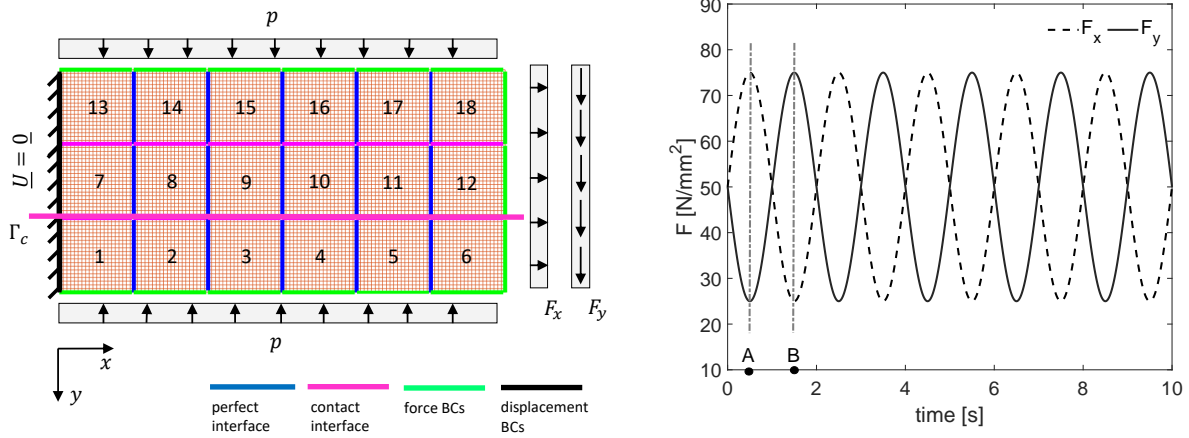 p
13 14 15 16 17 18
U = 0
7 8 9 10 11 12
Γc
1 2 3 4 5 6
Fx Fy
p
x
y
perfect interface
contact interface
force BCs
displacement BCs
Fx Fy
90
80
70
60
50
40
30
20
10
F [N/mm²]
A B
0 2 4 6 8 10
time [s]